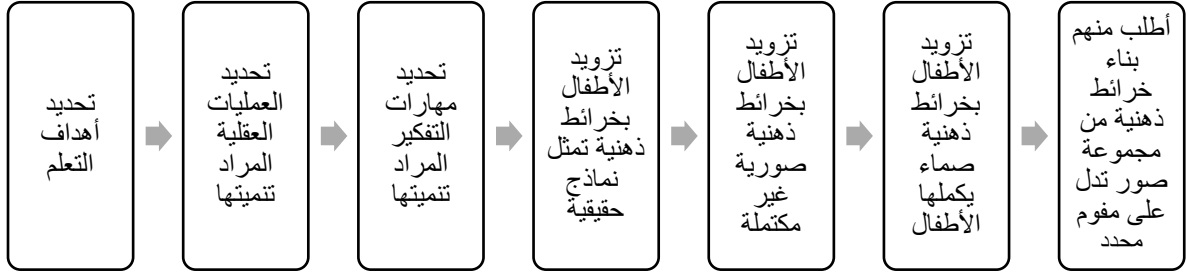 تحديد
أهداف
التعلم
تحديد
العمليات
العقلية
المراد
تنميتها
تحديد
مهارات
التفكير
المراد
تنميتها
تزويد
الأطفال
بخرائط
ذهنية تمثل
نماذج
حقيقية
تزويد
الأطفال
بخرائط
ذهنية
صورية
غير
مكتملة
تزويد
الأطفال
بخرائط
ذهنية
صماء
يكملها
الأطفال
أطلب منهم
بناء
خرائط
ذهنية من
مجموعة
صور تدل
على مفوم
محدد